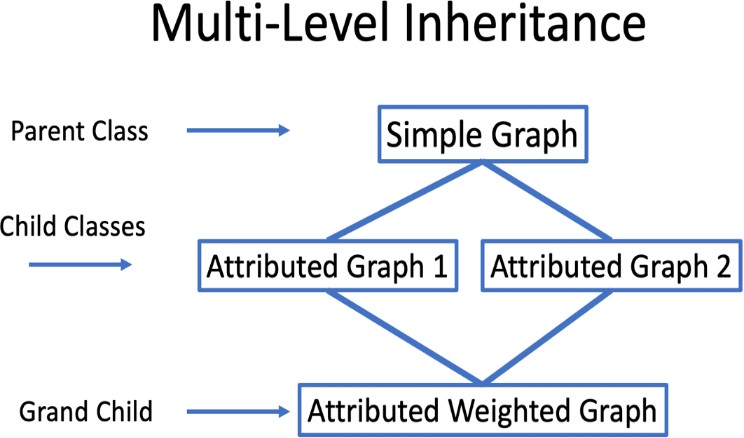 Multi-Level Inheritance
Parent Class
Simple Graph
Child Classes
Attributed Graph 1
Attributed Graph 2
Grand Child
Attributed Weighted Graph